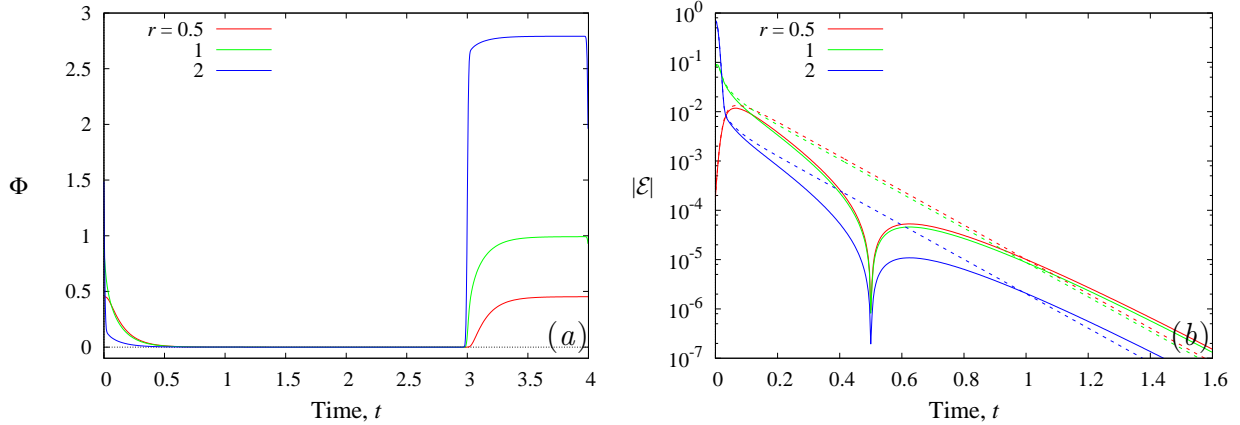 3
2.5
2
1.5
1
0.5
0
Φ
r = 0.5
1
2
(a)
0 0.5 1 1.5 2 2.5 3 3.5 4
Time, t
10^0
10^-1
10^-2
10^-3
10^-4
10^-5
10^-6
10^-7
|ℰ|
r = 0.5
1
2
(b)
0 0.2 0.4 0.6 0.8 1 1.2 1.4 1.6
Time, t